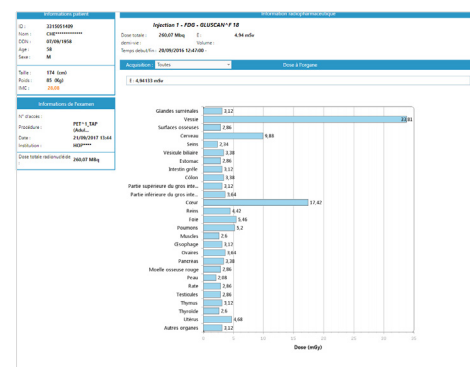 Informations patient
ID : 3215051409
Nom : CHE*************
DDN : 07/09/1958
Age : 58
Sexe : M
Taille : 174 (cm)
Poids : 85 (Kg)
IMC : 28,08
Informations de l'examen
N° d'accès :
Procédure : PET^1_TAP (Adul...
Date : 21/09/2017 13:44
Institution : HOP****
Dose totale radionucléide : 260,07 MBq
Information radiopharmaceutique
Injection 1 - FDG - GLUSCAN^F 18
Dose totale : 260,07 Mbq E : 4,94 mSv
demi-vie : Volume :
Temps début/fin : 20/09/2016 12:47:00 -
Acquisition : Toutes Dose à l'organe
E : 4,94133 mSv
Glandes surrénales 3,12
Vessie 33,81
Surfaces osseuses 2,86
Cerveau 9,88
Seins 2,34
Vésicule biliaire 3,38
Estomac 2,86
Intestin grêle 3,12
Côlon 3,38
Partie supérieure du gros inte... 3,12
Partie inférieure du gros inte... 3,64
Cœur 17,42
Reins 4,42
Foie 5,46
Poumons 5,2
Muscles 2,6
Œsophage 3,12
Ovaires 3,64
Pancréas 3,38
Moelle osseuse rouge 2,86
Peau 2,08
Rate 2,86
Testicules 2,86
Thymus 3,12
Thyroïde 2,6
Utérus 4,68
Autres organes 3,12
0 5 10 15 20 25 30 35
Dose (mGy)